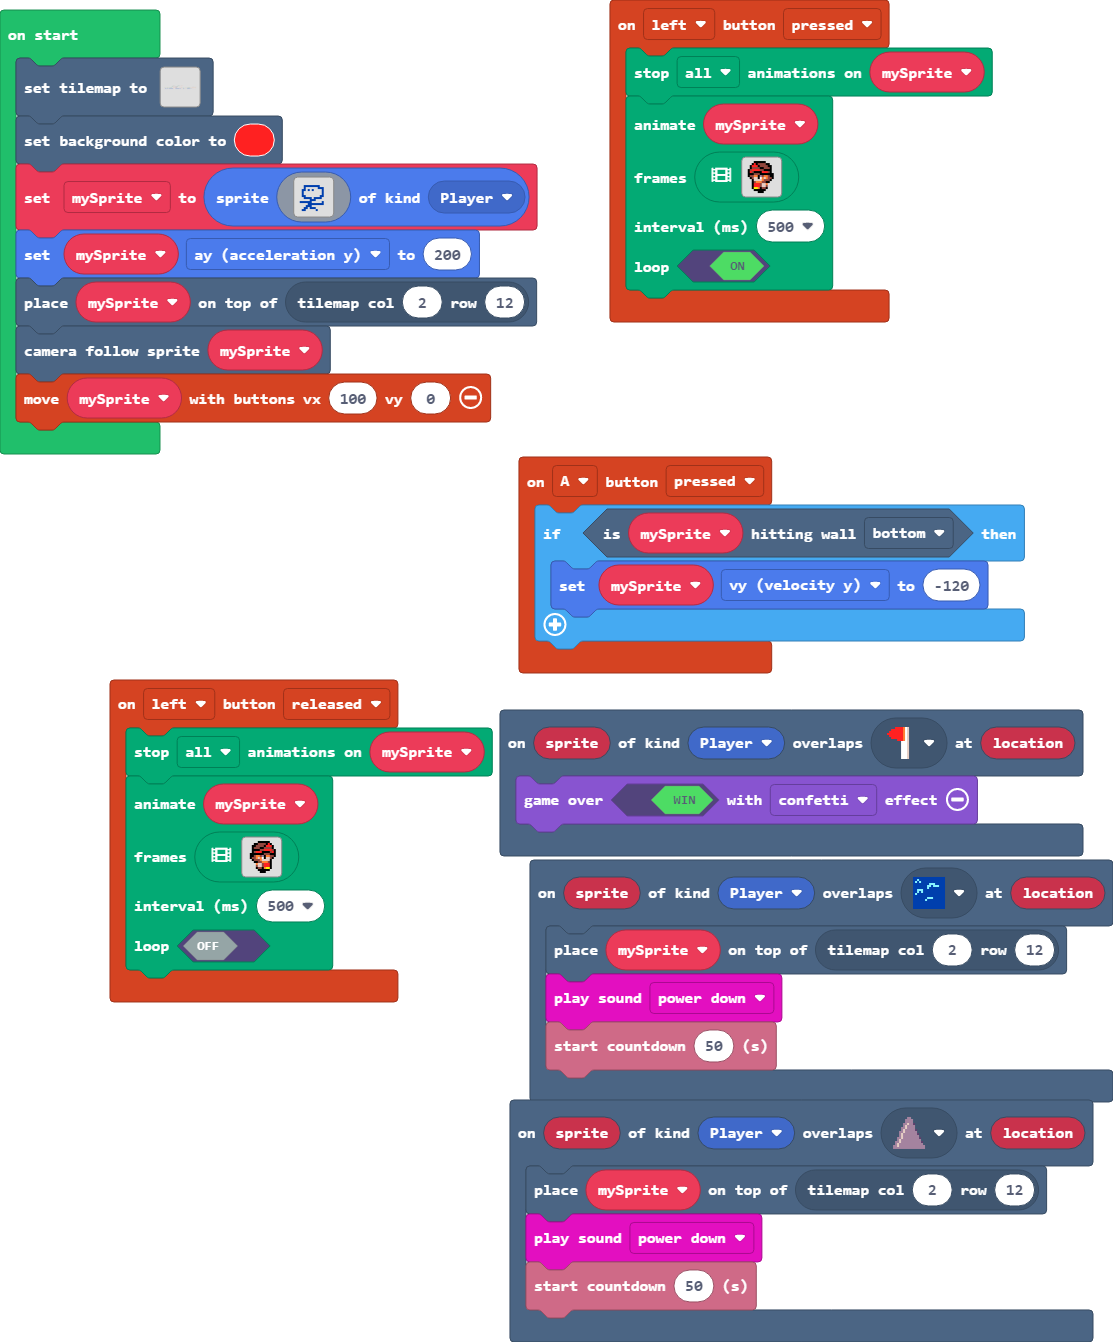 on start
set tilemap to
set background color to
set mySprite to sprite of kind Player
set mySprite ay (acceleration y) to 200
place mySprite on top of tilemap col 2 row 12
camera follow sprite mySprite
move mySprite with buttons vx 100 vy 0
on left button pressed
stop all animations on mySprite
animate mySprite
frames
interval (ms) 500
loop ON
on A button pressed
if is mySprite hitting wall bottom then
set mySprite vy (velocity y) to -120
on left button released
stop all animations on mySprite
animate mySprite
frames
interval (ms) 500
loop OFF
on sprite of kind Player overlaps at location
game over WIN with confetti effect
on sprite of kind Player overlaps at location
place mySprite on top of tilemap col 2 row 12
play sound power down
start countdown 50 (s)
on sprite of kind Player overlaps at location
place mySprite on top of tilemap col 2 row 12
play sound power down
start countdown 50 (s)